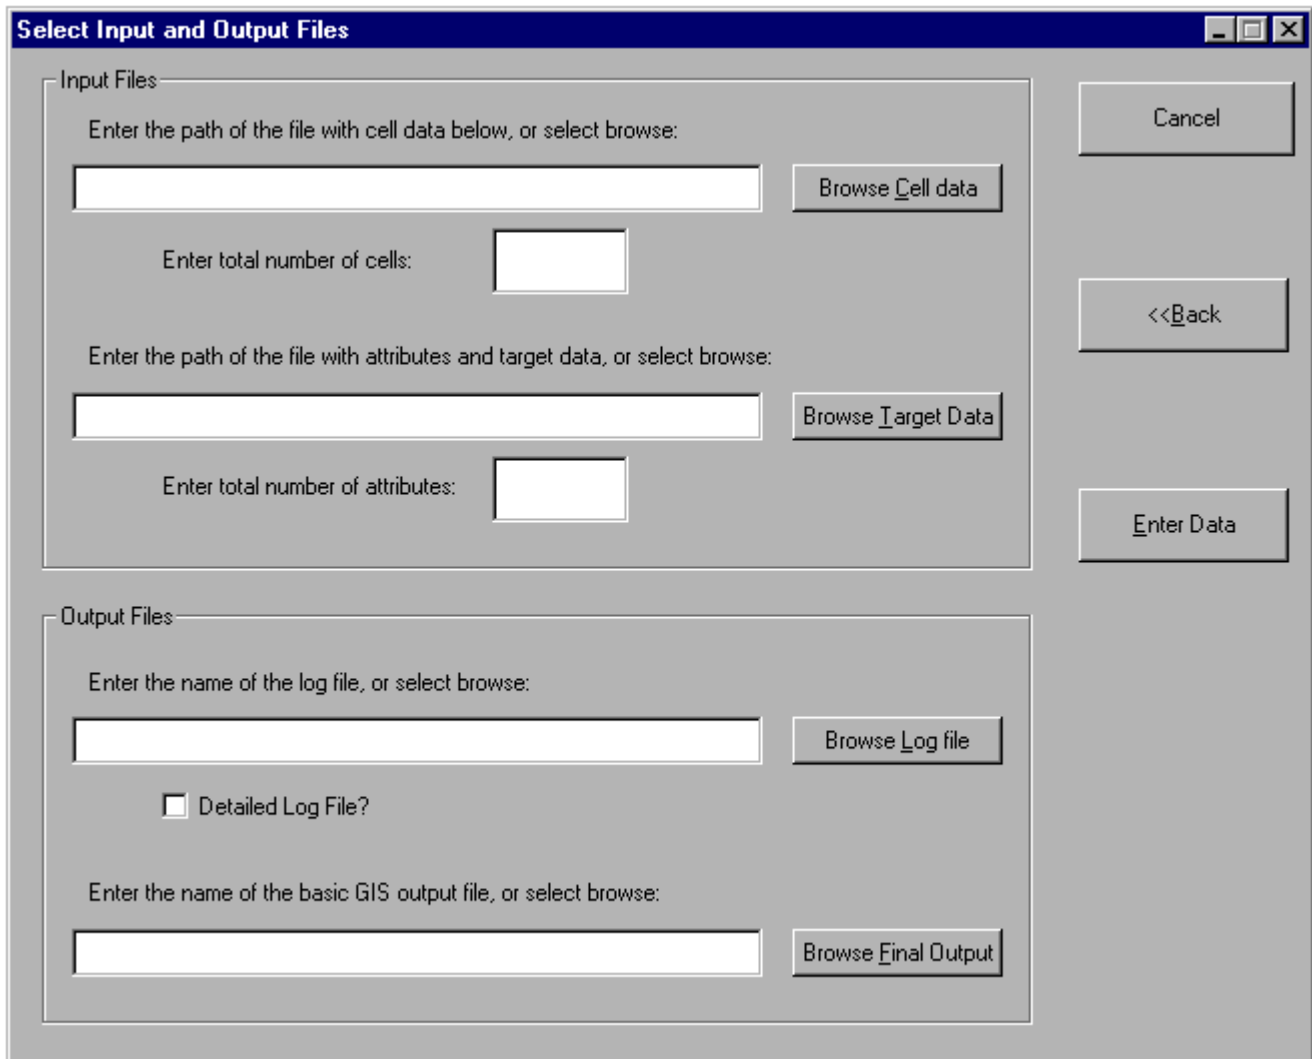 Select Input and Output Files
Input Files
Enter the path of the file with cell data below, or select browse:
Browse Cell data
Enter total number of cells:
Enter the path of the file with attributes and target data, or select browse:
Browse Target Data
Enter total number of attributes:
Cancel
<<Back
Enter Data
Output Files
Enter the name of the log file, or select browse:
Browse Log file
Detailed Log File?
Enter the name of the basic GIS output file, or select browse:
Browse Final Output